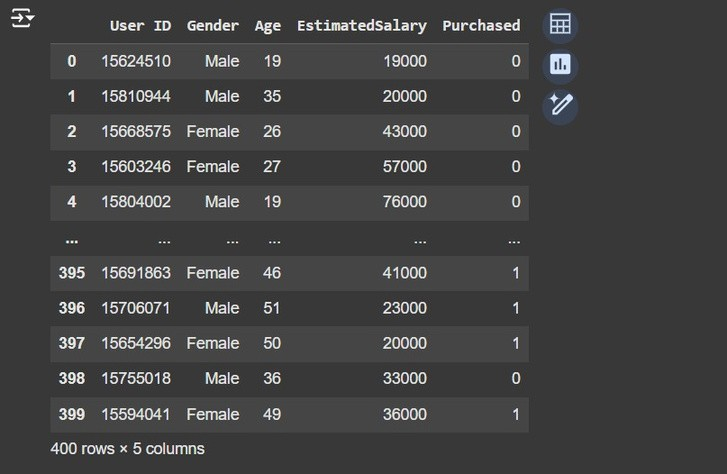 User ID Gender Age EstimatedSalary Purchased
0 15624510 Male 19 19000 0
1 15810944 Male 35 20000 0
2 15668575 Female 26 43000 0
3 15603246 Female 27 57000 0
4 15804002 Male 19 76000 0
... ... ... ... ... ...
395 15691863 Female 46 41000 1
396 15706071 Male 51 23000 1
397 15654296 Female 50 20000 1
398 15755018 Male 36 33000 0
399 15594041 Female 49 36000 1
400 rows × 5 columns